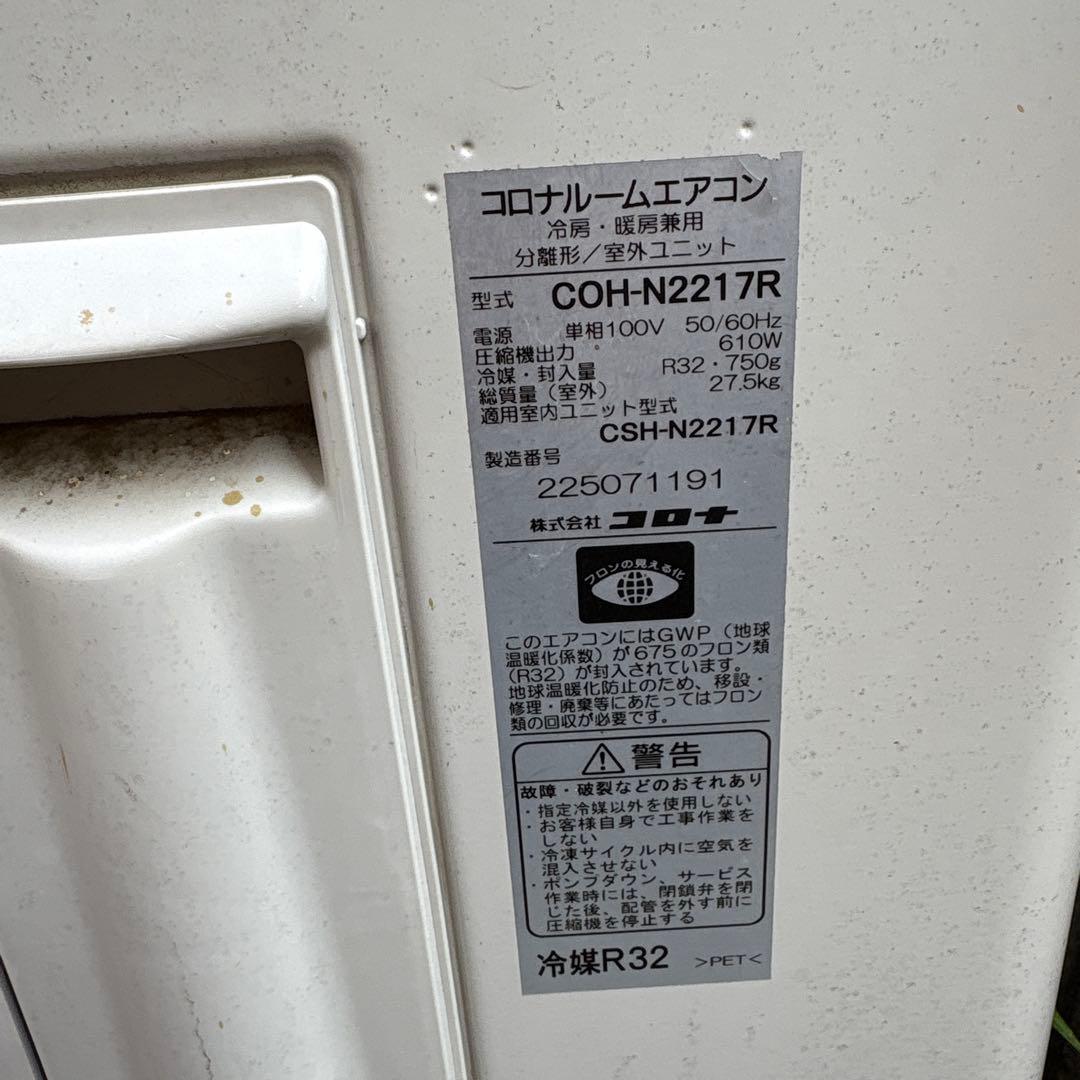 コロナルームエアコン
冷房・暖房兼用
分離形／室外ユニット
型式 COH-N2217R
電源 単相100V 50/60Hz
圧縮機出力 610W
冷媒・封入量 R32・750g
総質量（室外） 27.5kg
適用室内ユニット型式
CSH-N2217R
製造番号
225071191
株式会社 コロナ
フロンの見える化
このエアコンにはGWP（地球
温暖化係数）が675のフロン類
（R32）が封入されています。
地球温暖化防止のため、移設・
修理・廃棄等にあたってはフロン
類の回収が必要です。
警告
故障・破裂などのおそれあり
・指定冷媒以外を使用しない
・お客様自身で工事作業を
しない
・冷凍サイクル内に空気を
混入させない
・ポンプダウン、サービス
作業時には、閉鎖弁を閉
じた後、配管を外す前に
圧縮機を停止する
冷媒R32 >PET<